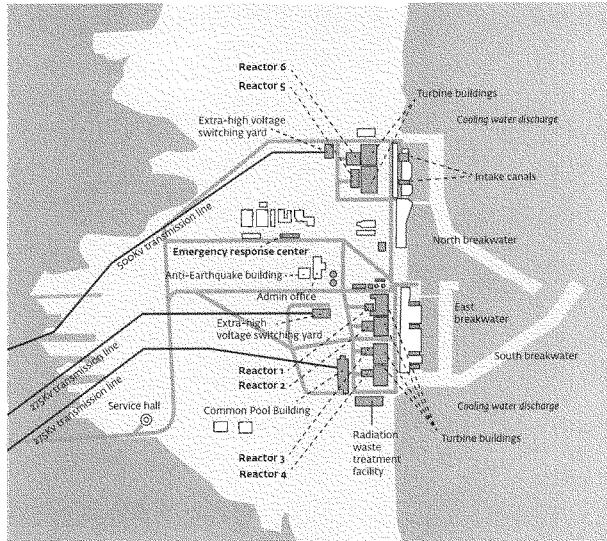 Reactor 6
Reactor 5
Turbine buildings
Extra-high voltage
switching yard
Cooling water discharge
Intake canals
500Kv transmission line
Emergency response center
North breakwater
Anti-Earthquake building
Admin office
Extra-high
voltage switching yard
East
breakwater
South breakwater
275Kv transmission line
275Kv transmission line
Reactor 1
Reactor 2
Service hall
Common Pool Building
Cooling water discharge
Radiation
waste
treatment
facility
Turbine buildings
Reactor 3
Reactor 4